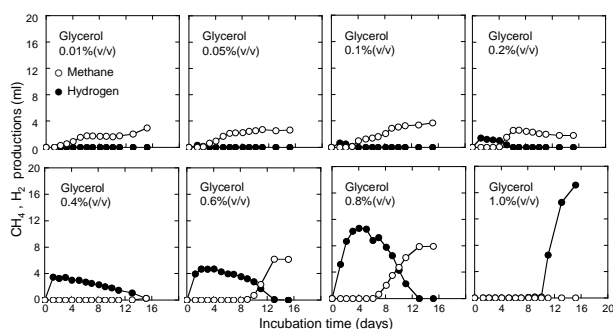 Glycerol
0.01%(v/v)
Methane
Hydrogen
Glycerol
0.05%(v/v)
Glycerol
0.1%(v/v)
Glycerol
0.2%(v/v)
20
16
12
8
4
0
Glycerol
0.4%(v/v)
Glycerol
0.6%(v/v)
Glycerol
0.8%(v/v)
Glycerol
1.0%(v/v)
16
12
8
4
0
0 4 8 12 16 0 4 8 12 16 0 4 8 12 16 0 4 8 12 16 20
CH4 , H2 productions (ml)
Incubation time (days)